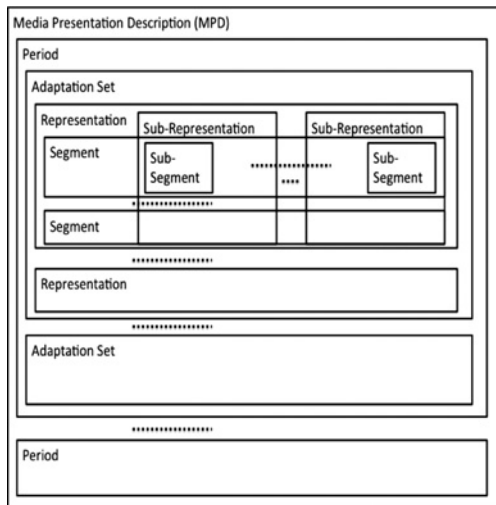 Media Presentation Description (MPD)
Period
Adaptation Set
Representation
Sub-Representation
Sub-Representation
Segment
Sub-
Segment
Sub-
Segment
Segment
Representation
Adaptation Set
Period